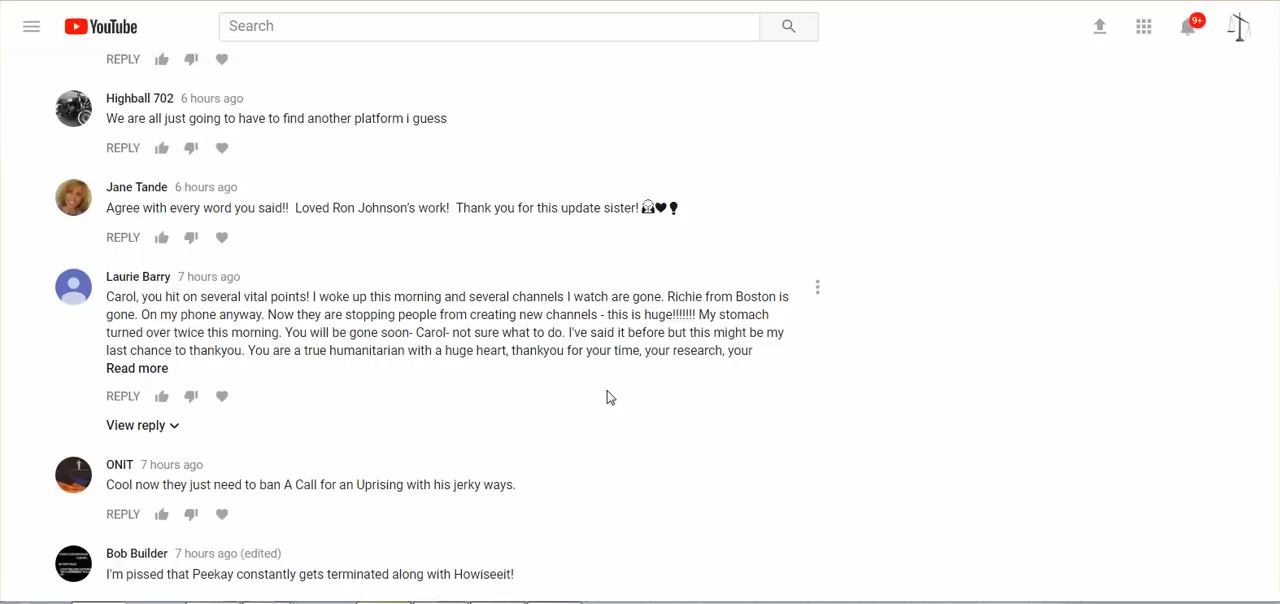 YouTube
Search
9+
REPLY
Highball 702 6 hours ago
We are all just going to have to find another platform i guess
REPLY
Jane Tande 6 hours ago
Agree with every word you said!! Loved Ron Johnson's work! Thank you for this update sister!
REPLY
Laurie Barry 7 hours ago
Carol, you hit on several vital points! I woke up this morning and several channels I watch are gone. Richie from Boston is
gone. On my phone anyway. Now they are stopping people from creating new channels - this is huge!!!!!!! My stomach
turned over twice this morning. You will be gone soon- Carol- not sure what to do. I've said it before but this might be my
last chance to thankyou. You are a true humanitarian with a huge heart, thankyou for your time, your research, your
Read more
REPLY
View reply
ONIT 7 hours ago
Cool now they just need to ban A Call for an Uprising with his jerky ways.
REPLY
Bob Builder 7 hours ago (edited)
I'm pissed that Peekay constantly gets terminated along with Howiseeit!